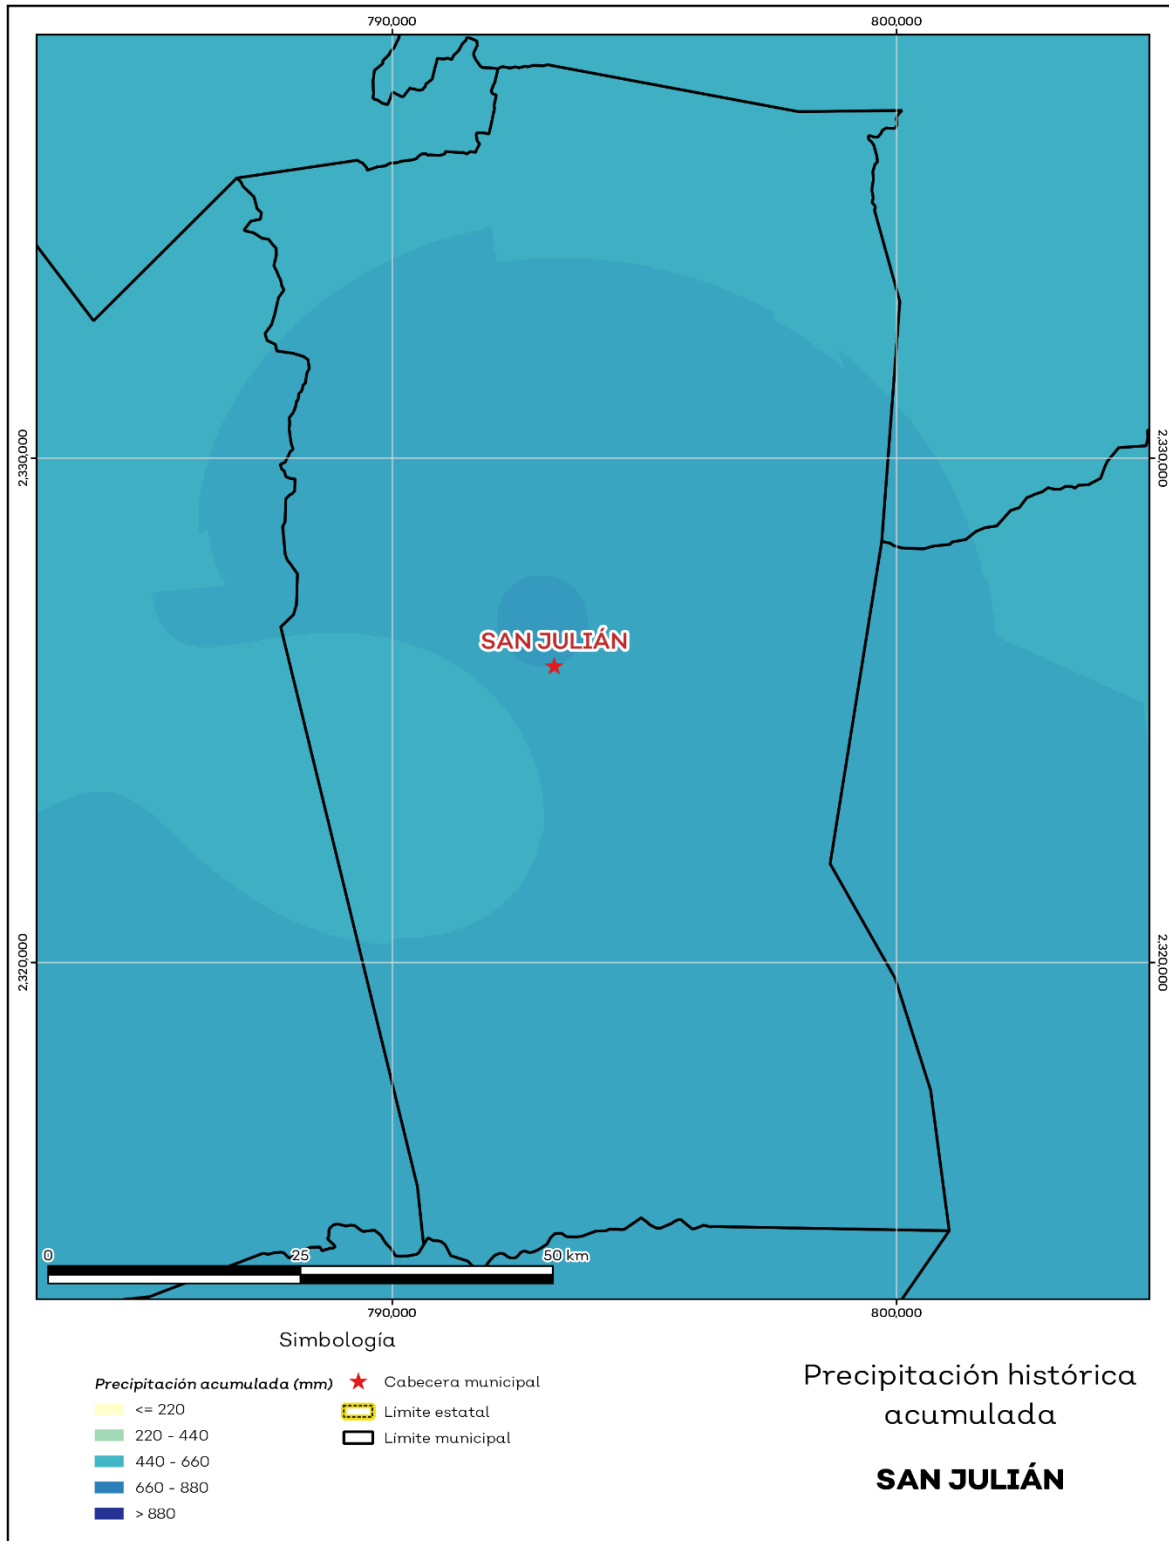 790,000
800,000
2,330,000
2,330,000
SAN JULIÁN
2,320,000
2,320,000
0
25
50 km
790,000
800,000
Simbología
Precipitación acumulada (mm)
<= 220
220 - 440
440 - 660
660 - 880
> 880
Cabecera municipal
Límite estatal
Límite municipal
Precipitación histórica
acumulada
SAN JULIÁN